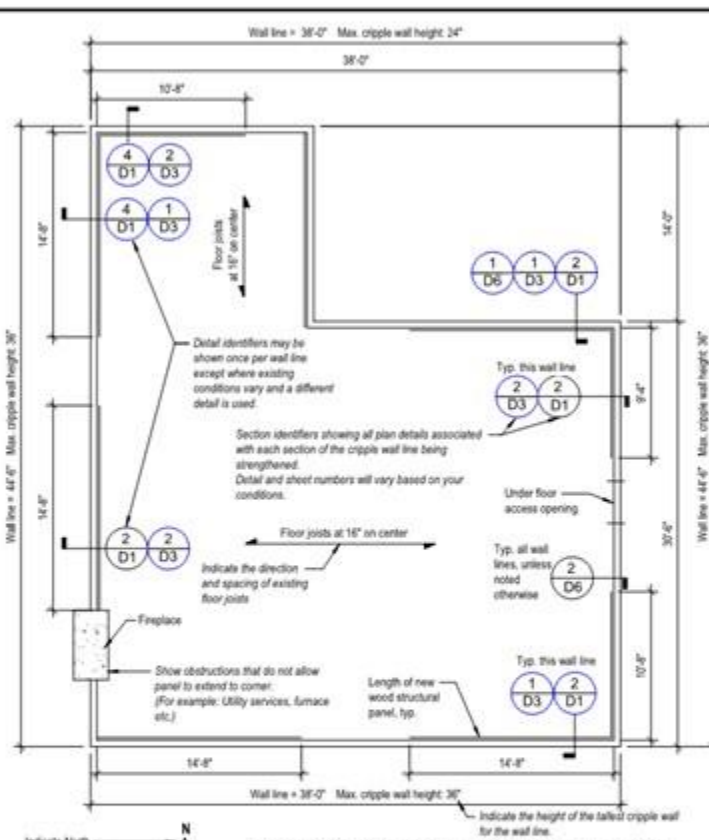 Wall line = 38'-0" Max. cripple wall height: 24"
38'-0"
10'-8"
4
D1
2
D3
4
D1
1
D3
14'-8"
Floor joists
at 16" on center
1
D6
1
D3
2
D1
14'-0"
Detail identifiers may be
shown once per wall line
except where existing
conditions vary and a different
detail is used.
Typ. this wall line
2
D3
2
D1
9'-4"
Section identifiers showing all plan details associated
with each section of the cripple wall line being
strengthened.
Detail and sheet numbers will vary based on your
conditions.
Wall line = 44'-6" Max. cripple wall height: 36"
Wall line = 44'-6" Max. cripple wall height: 36"
14'-8"
Under floor
access opening
30'-6"
2
D1
2
D3
Floor joists at 16" on center
Indicate the direction
and spacing of existing
floor joists
Typ. all wall
lines, unless
noted
otherwise
2
D6
Fireplace
Show obstructions that do not allow
panel to extend to corner.
(For example: Utility services, furnace
etc.)
Length of new
wood structural
panel, typ.
Typ. this wall line
1
D3
2
D1
10'-8"
14'-8"
14'-8"
Wall line = 38'-0" Max. cripple wall height: 36"
Indicate the height of the tallest cripple wall
for the wall line.
N